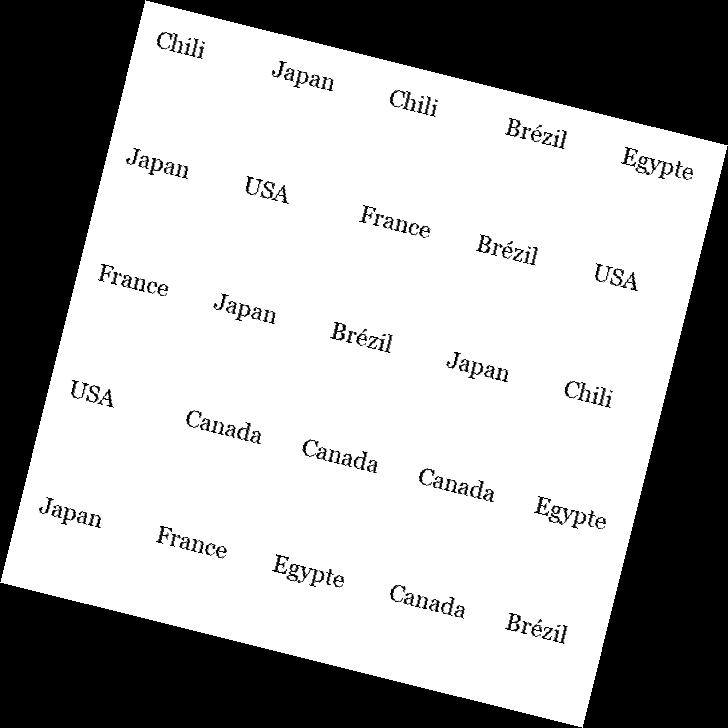 Chili Japan Chili Brézil Egypte
Japan USA France Brézil USA
France Japan Brézil Japan Chili
USA Canada Canada Canada Egypte
Japan France Egypte Canada Brézil